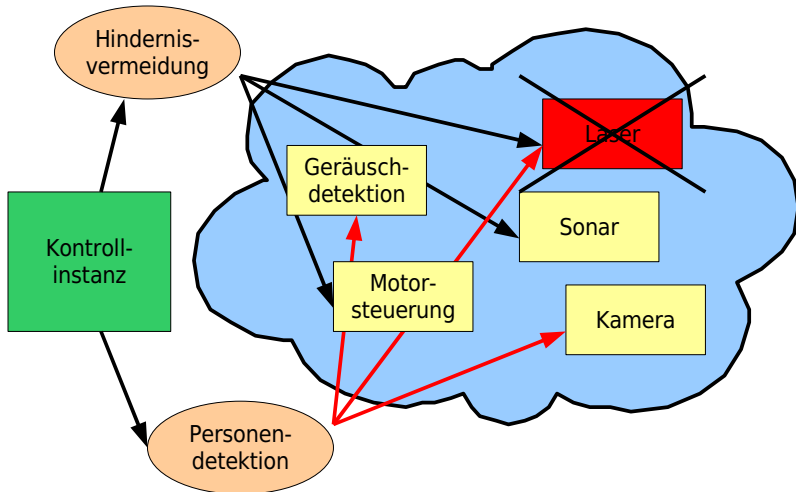 Hindernis-
vermeidung
Laser
Geräusch-
detektion
Sonar
Kontroll-
instanz
Motor-
steuerung
Kamera
Personen-
detektion